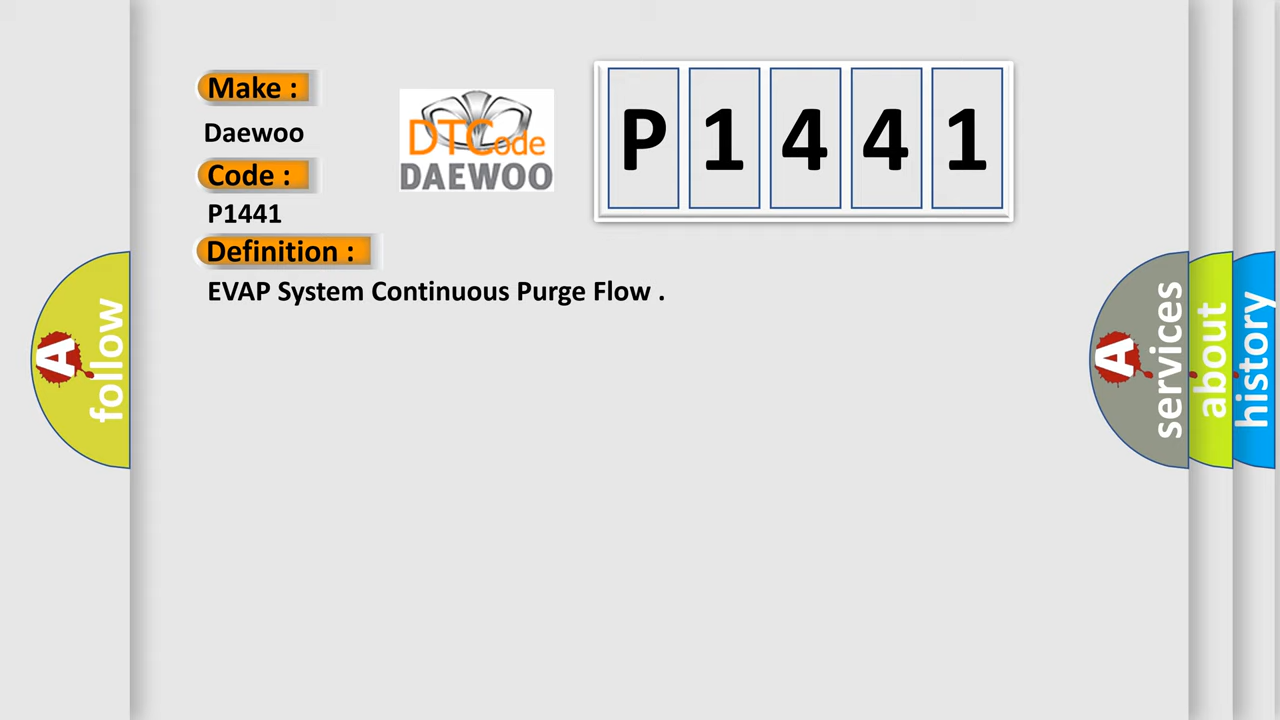 Make :
Daewoo
Code :
P1441
Definition :
EVAP System Continuous Purge Flow .
DTCode
DAEWOO
P 1 4 4 1
A
follow
A
services
about
history